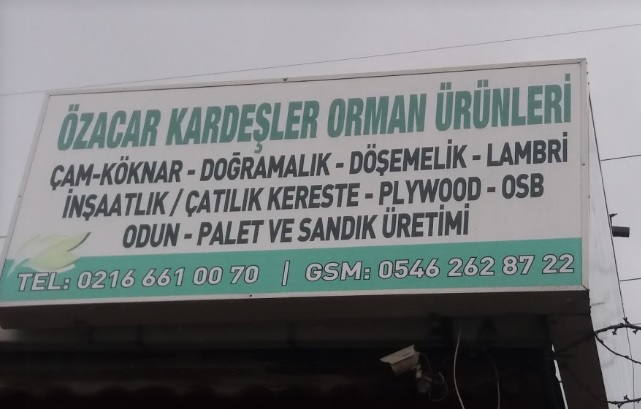 ÖZACAR KARDEŞLER ORMAN ÜRÜNLERİ
ÇAM-KÖKNAR - DOĞRAMALIK - DÖŞEMELİK - LAMBRİ
İNŞAATLIK / ÇATILIK KERESTE - PLYWOOD - OSB
ODUN - PALET VE SANDIK ÜRETİMİ
TEL: 0216 661 00 70 | GSM: 0546 262 87 22